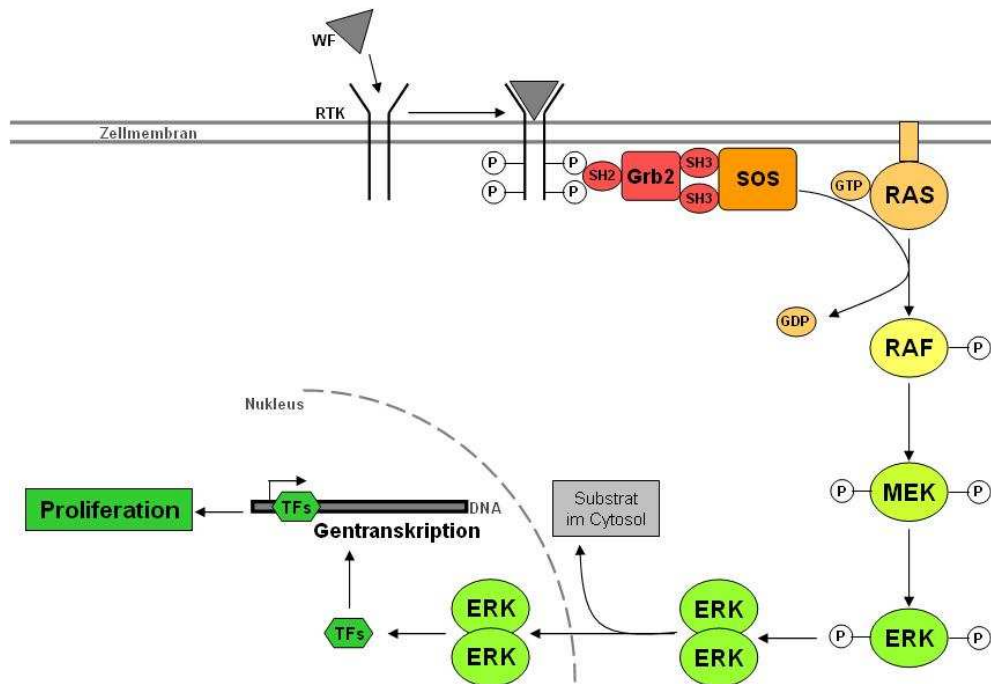 WF
RTK
Zellmembran
P
P
P
P
SH2
Grb2
SH3
SH3
SOS
GTP
RAS
GDP
RAF
P
Nukleus
P
MEK
P
Proliferation
TFs
DNA
Gentranskription
Substrat
im Cytosol
TFs
ERK
ERK
ERK
ERK
P
ERK
P